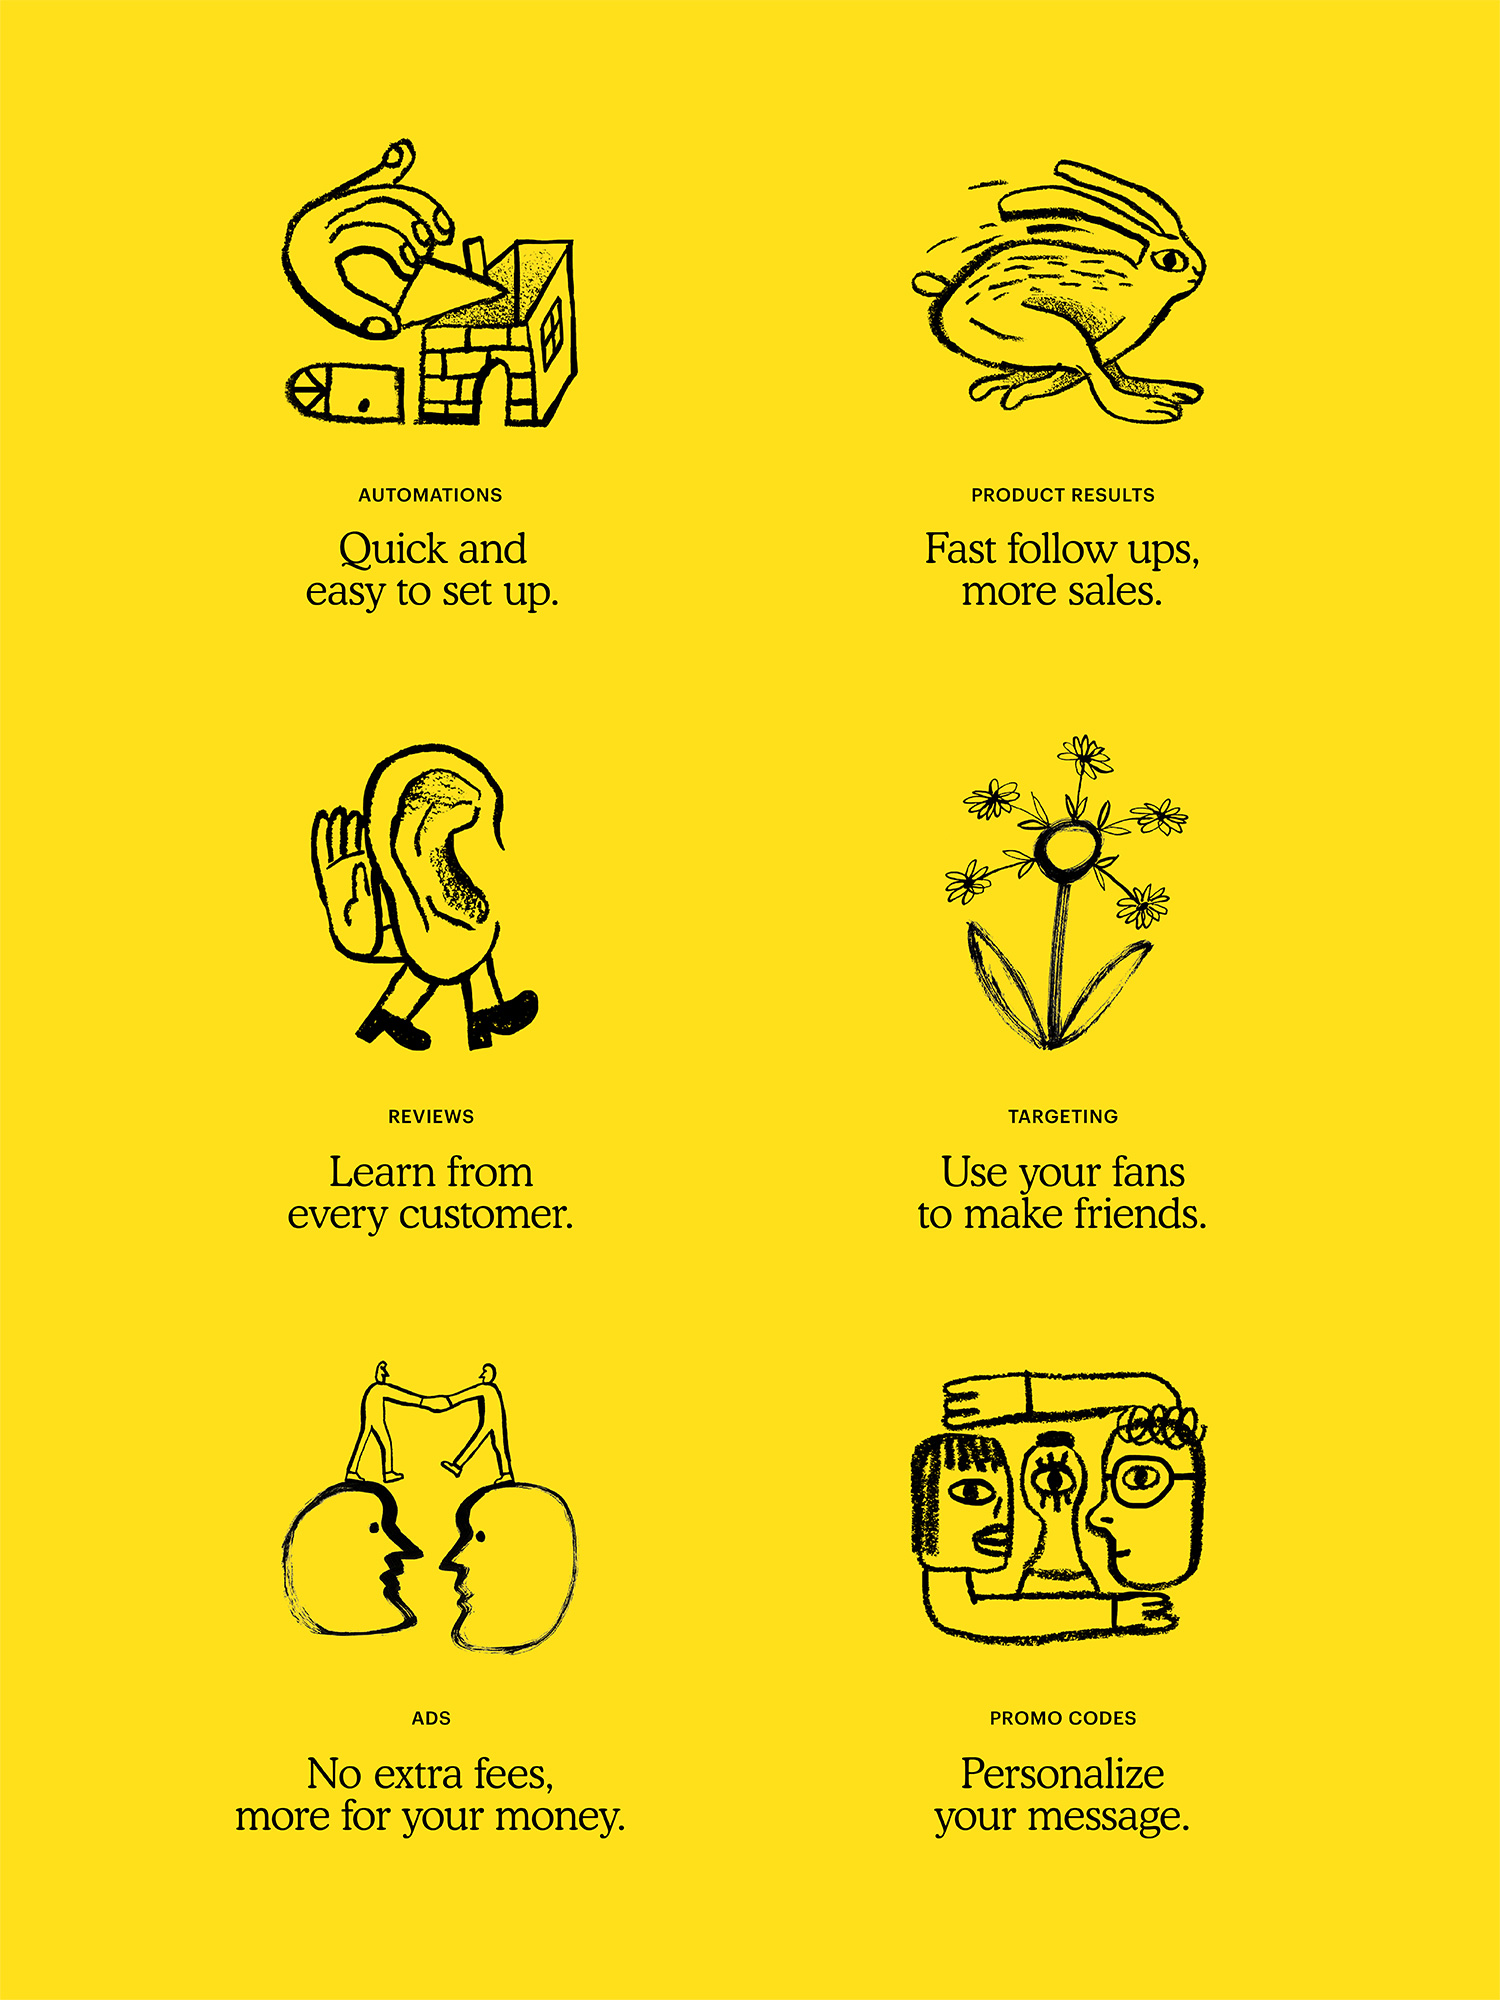 AUTOMATIONS
Quick and
easy to set up.
PRODUCT RESULTS
Fast follow ups,
more sales.
REVIEWS
Learn from
every customer.
TARGETING
Use your fans
to make friends.
ADS
No extra fees,
more for your money.
PROMO CODES
Personalize
your message.